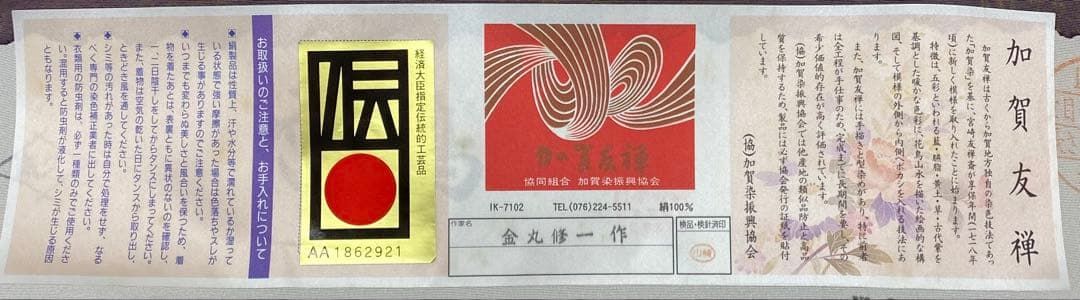 加賀友禅
加賀友禅は古くから加賀地方独自の染色技法であっ
た「加賀染」を基に、宮崎友禅斎が享保年間(一七二八年
頃)に新しく模様を取り入れたことに始まります。
特徴は、五彩といわれる藍・臙脂・黄土・草・古代紫を
基調とした暖かな色彩に、花鳥山水を描いた絵画的な構
図、そして模様の外側から内側へボカシを入れる技法にあ
ります。
また、加賀友禅には手描きと型染めがあり、特に前者
は全工程が手仕事のため、完成までに長期間を要し、その
希少価値的存在が高く評価されています。
(協)加賀染振興協会では他産地の類似品防止と高品
質を保持するため、製品には必ず協会発行の証紙を貼付
しています。
(協)加賀染振興協会
加賀友禅
協同組合 加賀染振興協会
IK-7102 TEL(076)224-5511 絹100%
作家名
金丸修一作
検品・検針済印
経済大臣指定伝統的工芸品
伝
AA1862921
お取扱いのご注意と、お手入れについて
◆絹製品は性質上、汗や水分等で濡れているか湿って
いる状態で強い摩擦があった場合は色落ちやスレが
生じる事がありますのでご注意ください。
◆いつまでも変わらぬ美しさと風合いを保つため、着
物を着たあとは、表裏ともに異状のないのを確認し、
一、二日陰干しをしてからタンスにしまってください。
また、着物は空気の乾いた日にタンスから取り出し、
ときどき風を通してください。
◆シミ等の汚れがあった時は自分で処理をせず、なる
べく専門の染色補正業者に出してください。
◆衣類用の防虫剤は、必ず一種類のみでご使用くださ
い。混用すると防虫剤が液化して、シミが生じる原因
ともなります。